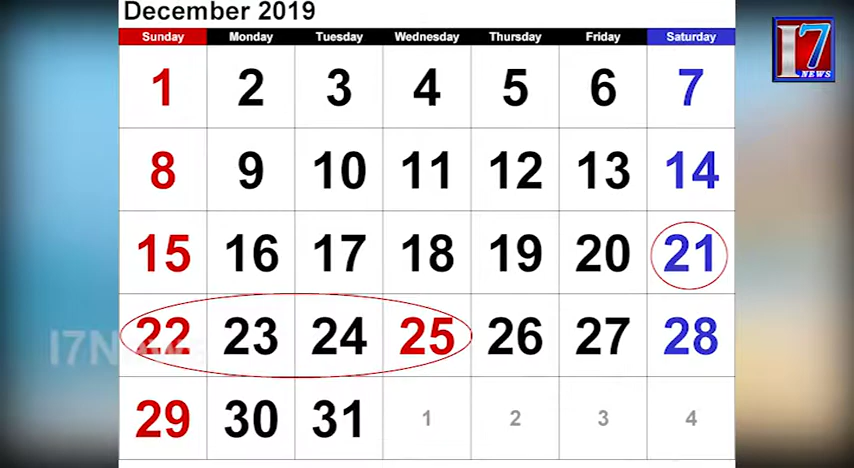 December 2019
Sunday Monday Tuesday Wednesday Thursday Friday Saturday
1 2 3 4 5 6 7
8 9 10 11 12 13 14
15 16 17 18 19 20 21
22 23 24 25 26 27 28
29 30 31 1 2 3 4
I7 NEWS
I7News